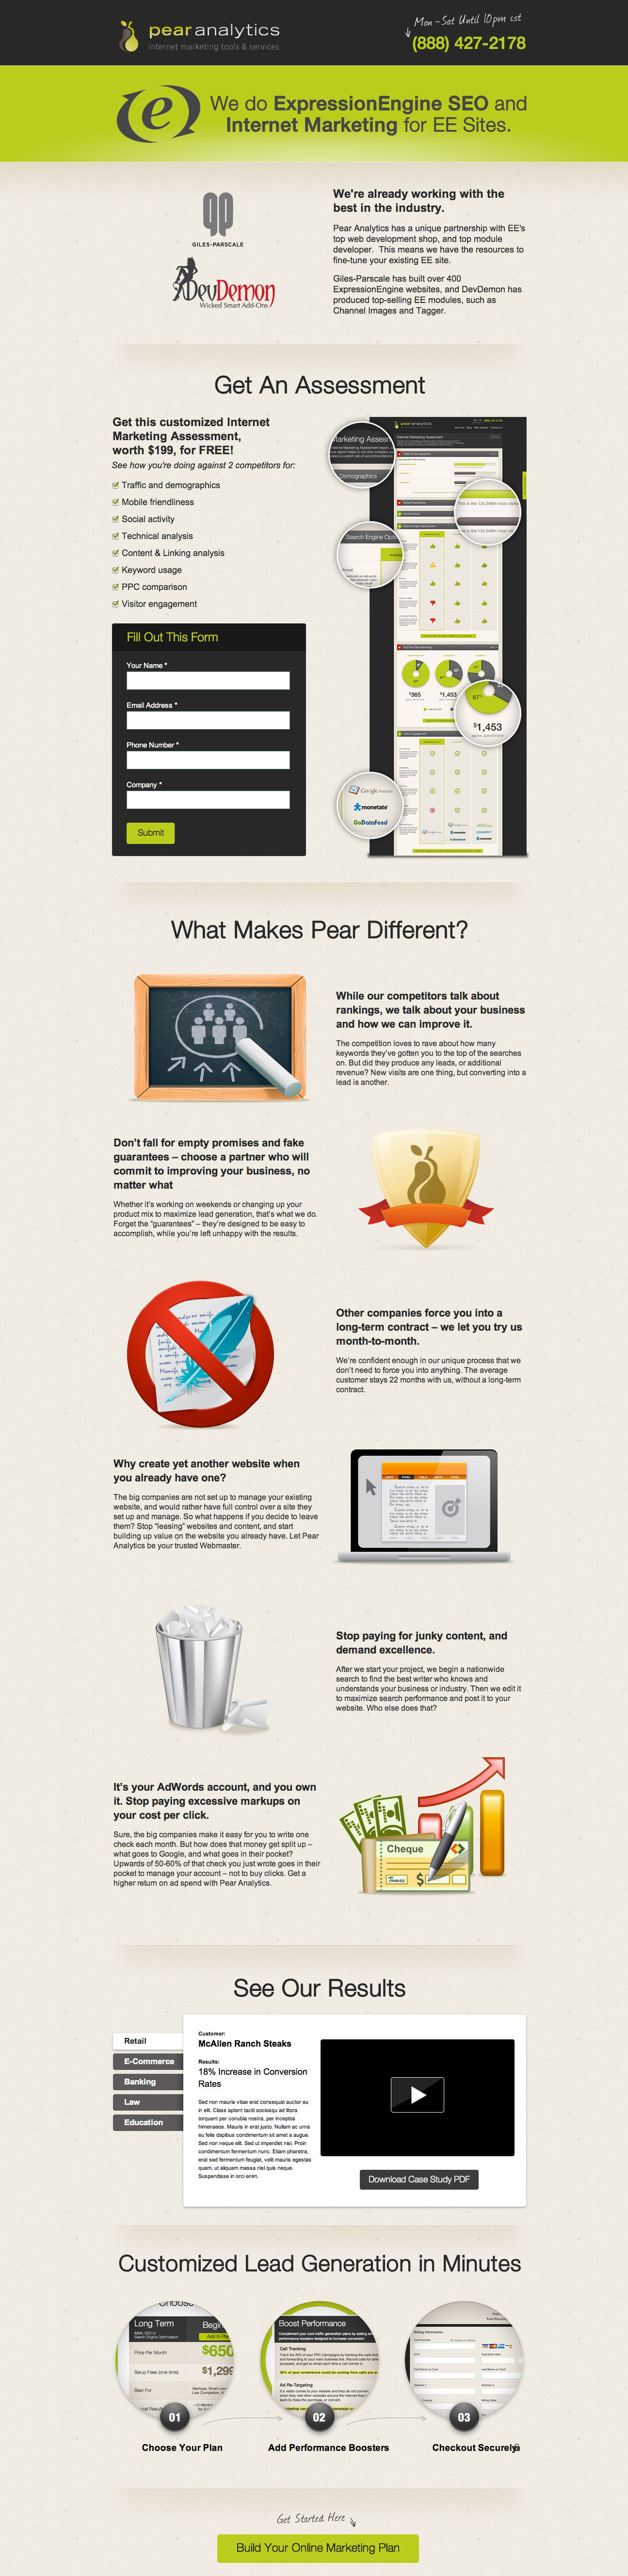 pear analytics
internet marketing tools & services
Mon - Sat Until 10pm cst
(888) 427-2178
We do ExpressionEngine SEO and
Internet Marketing for EE Sites.
GILES-PARSCALE
DevDemon
Wicked Smart Add-Ons
We're already working with the
best in the industry.
Pear Analytics has a unique partnership with EE's
top web development shop, and top module
developer. This means we have the resources to
fine-tune your existing EE site.
Giles-Parscale has built over 400
ExpressionEngine websites, and DevDemon has
produced top-selling EE modules, such as
Channel Images and Tagger.
Get An Assessment
Get this customized Internet
Marketing Assessment,
worth $199, for FREE!
See how you're doing against 2 competitors for:
Traffic and demographics
Mobile friendliness
Social activity
Technical analysis
Content & Linking analysis
Keyword usage
PPC comparison
Visitor engagement
Fill Out This Form
Your Name *
Email Address *
Phone Number *
Company *
Submit
pear analytics
Internet Marketing Assessment
Marketing Assess
Demographics
This is the 134,548th most visi
This is the 134,548th most visi
Search Engine Opti
$365
$1,453
67%
$1,453
Google
monetate
GoDataFeed
What Makes Pear Different?
While our competitors talk about
rankings, we talk about your business
and how we can improve it.
The competition loves to rave about how many
keywords they've gotten you to the top of the searches
on. But did they produce any leads, or additional
revenue? New visits are one thing, but converting into a
lead is another.
Don't fall for empty promises and fake
guarantees – choose a partner who will
commit to improving your business, no
matter what
Whether it's working on weekends or changing up your
product mix to maximize lead generation, that's what we do.
Forget the "guarantees" – they're designed to be easy to
accomplish, while you're left unhappy with the results.
Other companies force you into a
long-term contract – we let you try us
month-to-month.
We're confident enough in our unique process that we
don't need to force you into anything. The average
customer stays 22 months with us, without a long-term
contract.
Why create yet another website when
you already have one?
The big companies are not set up to manage your existing
website, and would rather have full control over a site they
set up and manage. So what happens if you decide to leave
them? Stop "leasing" websites and content, and start
building up value on the website you already have. Let Pear
Analytics be your trusted Webmaster.
Stop paying for junky content, and
demand excellence.
After we start your project, we begin a nationwide
search to find the best writer who knows and
understands your business or industry. Then we edit it
to maximize search performance and post it to your
website. Who else does that?
It's your AdWords account, and you own
it. Stop paying excessive markups on
your cost per click.
Sure, the big companies make it easy for you to write one
check each month. But how does that money get split up –
what goes to Google, and what goes in their pocket?
Upwards of 50-60% of that check you just wrote goes in their
pocket to manage your account – not to buy clicks. Get a
higher return on ad spend with Pear Analytics.
Cheque
$
See Our Results
Retail
E-Commerce
Banking
Law
Education
Customer:
McAllen Ranch Steaks
Results:
18% Increase in Conversion
Rates
Sed non mauris vitae erat consequat auctor eu
in elit. Class aptent taciti sociosqu ad litora
torquent per conubia nostra, per inceptos
himenaeos. Mauris in erat justo. Nullam ac urna
eu felis dapibus condimentum sit amet a augue.
Sed non neque elit. Sed ut imperdiet nisi. Proin
condimentum fermentum nunc. Etiam pharetra,
erat sed fermentum feugiat, velit mauris egestas
quam, ut aliquam massa nisl quis neque.
Suspendisse in orci enim.
Download Case Study PDF
Customized Lead Generation in Minutes
Long Term
Begin
Price Per Month
$650
Setup Fees (one-time)
$1,299
Best For
01
Choose Your Plan
Boost Performance
Call Tracking
Ad Re-Targeting
02
Add Performance Boosters
Billing Information
03
Checkout Securely
Get Started Here
Build Your Online Marketing Plan